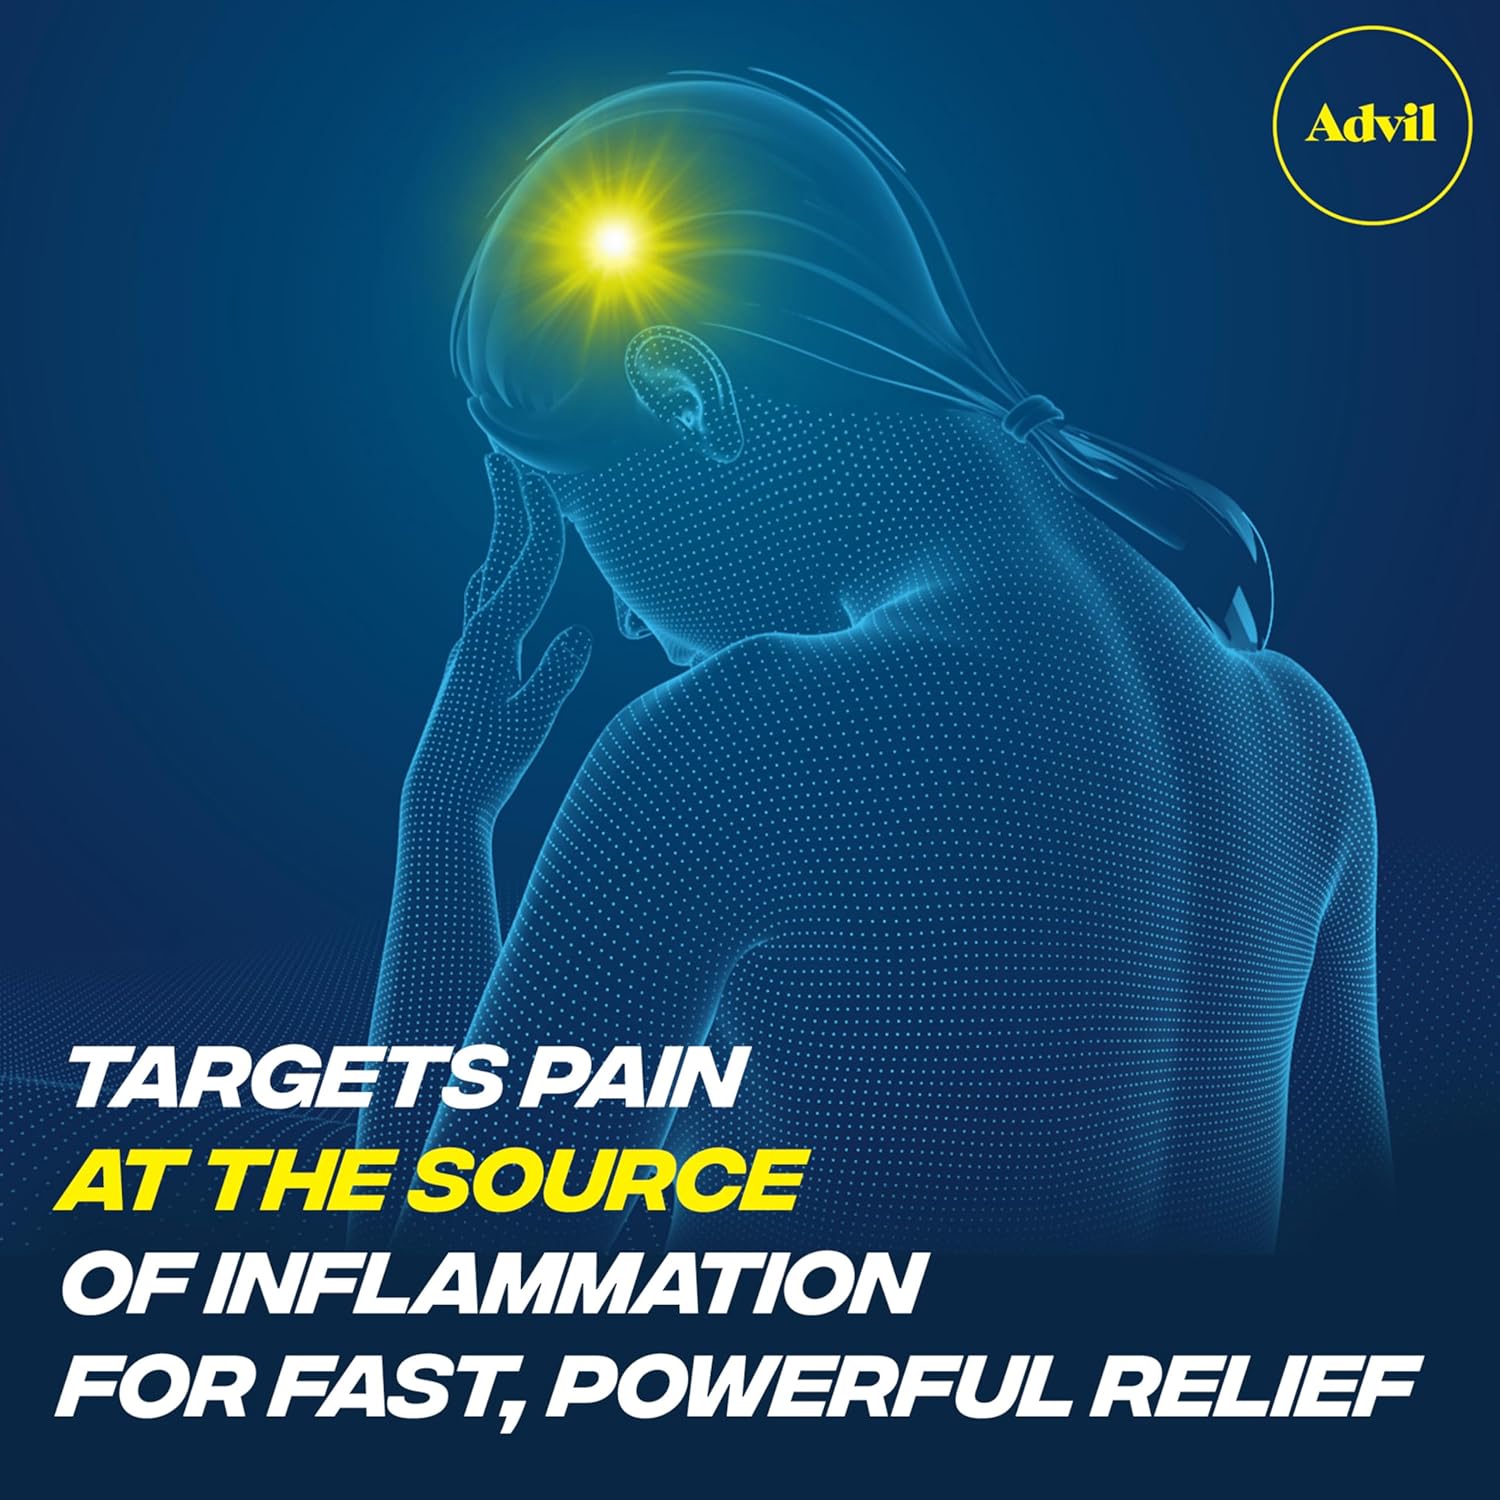 Advil
TARGETS PAIN
AT THE SOURCE
OF INFLAMMATION
FOR FAST, POWERFUL RELIEF